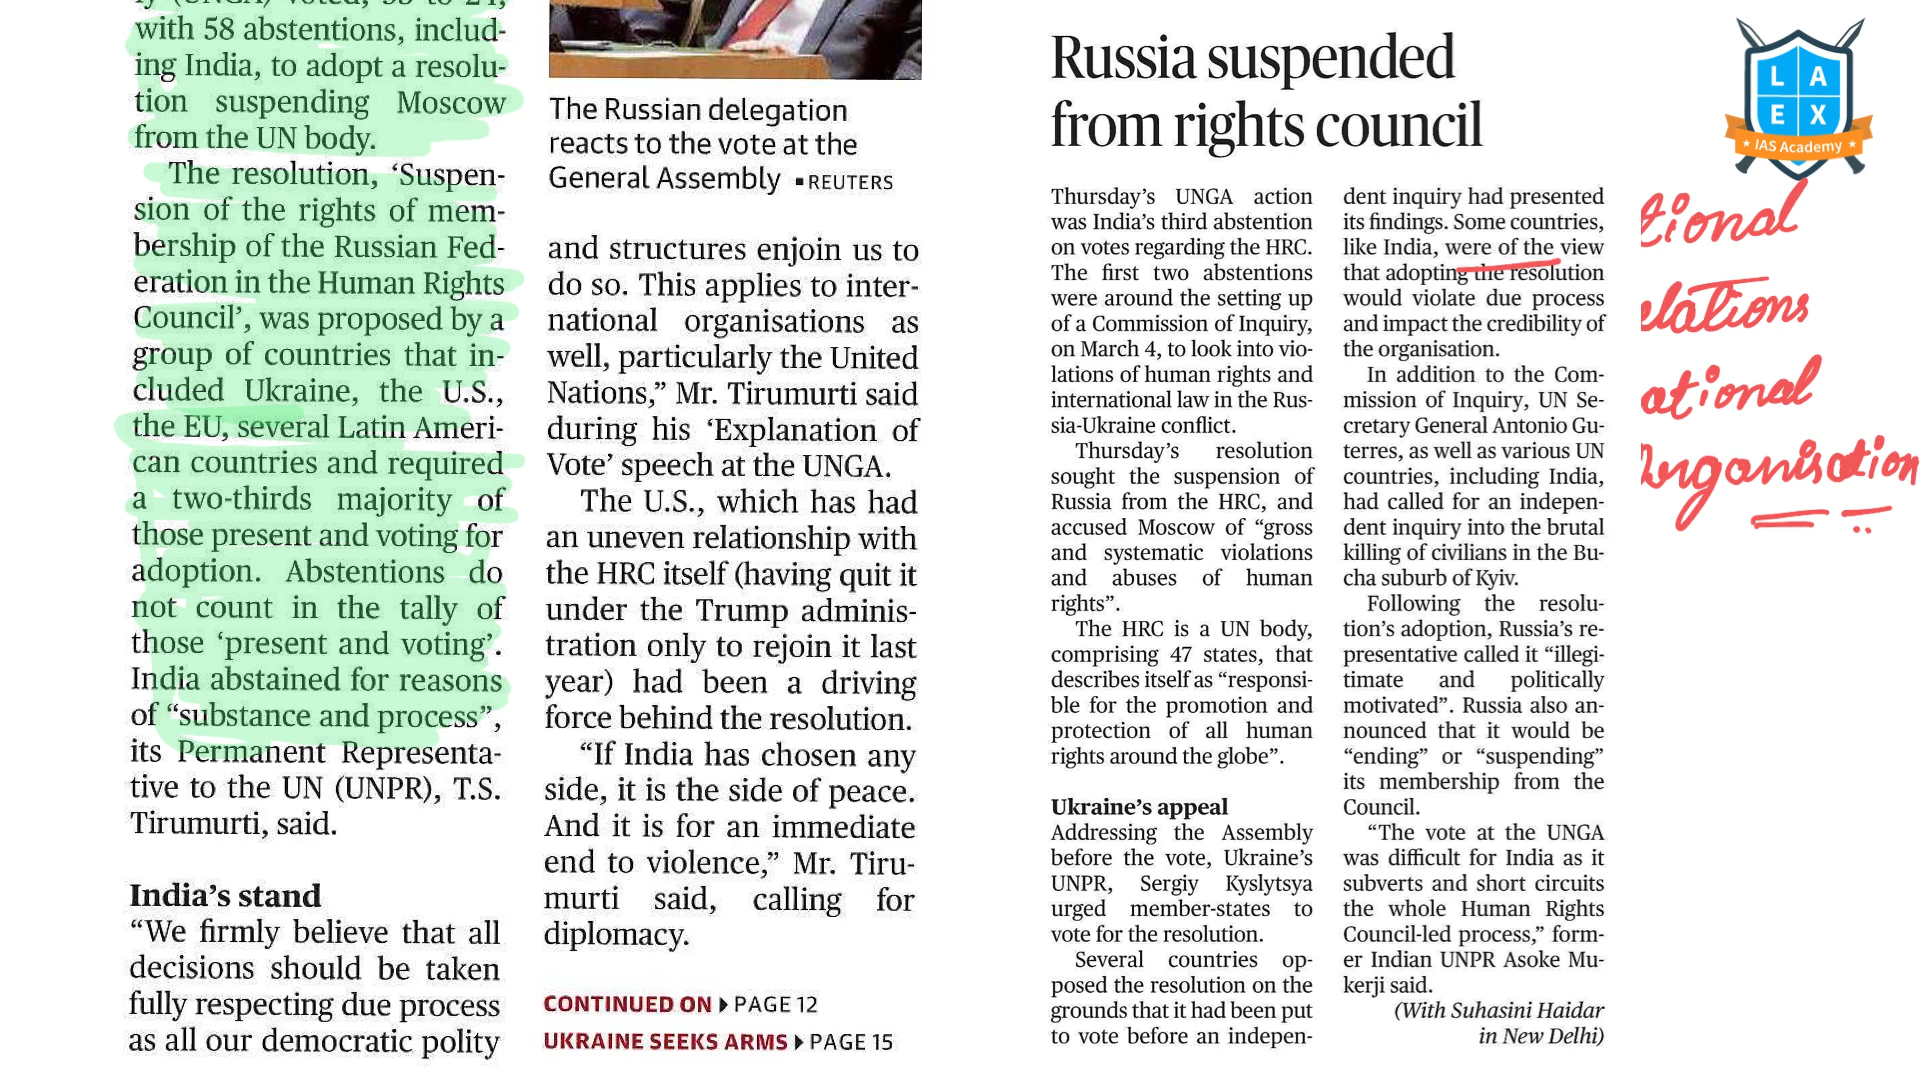 with 58 abstentions, includ-
ing India, to adopt a resolu-
tion suspending Moscow
from the UN body.
The resolution, ‘Suspen-
sion of the rights of mem-
bership of the Russian Fed-
eration in the Human Rights
Council’, was proposed by a
group of countries that in-
cluded Ukraine, the U.S.,
the EU, several Latin Ameri-
can countries and required
a two-thirds majority of
those present and voting for
adoption. Abstentions do
not count in the tally of
those ‘present and voting’.
India abstained for reasons
of “substance and process”,
its Permanent Representa-
tive to the UN (UNPR), T.S.
Tirumurti, said.
India’s stand
“We firmly believe that all
decisions should be taken
fully respecting due process
as all our democratic polity
The Russian delegation
reacts to the vote at the
General Assembly ▪ REUTERS
and structures enjoin us to
do so. This applies to inter-
national organisations as
well, particularly the United
Nations,” Mr. Tirumurti said
during his ‘Explanation of
Vote’ speech at the UNGA.
The U.S., which has had
an uneven relationship with
the HRC itself (having quit it
under the Trump adminis-
tration only to rejoin it last
year) had been a driving
force behind the resolution.
“If India has chosen any
side, it is the side of peace.
And it is for an immediate
end to violence,” Mr. Tiru-
murti said, calling for
diplomacy.
CONTINUED ON PAGE 12
UKRAINE SEEKS ARMS PAGE 15
Russia suspended
from rights council
Thursday’s UNGA action
was India’s third abstention
on votes regarding the HRC.
The first two abstentions
were around the setting up
of a Commission of Inquiry,
on March 4, to look into vio-
lations of human rights and
international law in the Rus-
sia-Ukraine conflict.
Thursday’s resolution
sought the suspension of
Russia from the HRC, and
accused Moscow of “gross
and systematic violations
and abuses of human
rights”.
The HRC is a UN body,
comprising 47 states, that
describes itself as “responsi-
ble for the promotion and
protection of all human
rights around the globe”.
Ukraine’s appeal
Addressing the Assembly
before the vote, Ukraine’s
UNPR, Sergiy Kyslytsya
urged member-states to
vote for the resolution.
Several countries op-
posed the resolution on the
grounds that it had been put
to vote before an indepen-
dent inquiry had presented
its findings. Some countries,
like India, were of the view
that adopting the resolution
would violate due process
and impact the credibility of
the organisation.
In addition to the Com-
mission of Inquiry, UN Se-
cretary General Antonio Gu-
terres, as well as various UN
countries, including India,
had called for an indepen-
dent inquiry into the brutal
killing of civilians in the Bu-
cha suburb of Kyiv.
Following the resolu-
tion’s adoption, Russia’s re-
presentative called it “illegi-
timate and politically
motivated”. Russia also an-
nounced that it would be
“ending” or “suspending”
its membership from the
Council.
“The vote at the UNGA
was difficult for India as it
subverts and short circuits
the whole Human Rights
Council-led process,” form-
er Indian UNPR Asoke Mu-
kerji said.
(With Suhasini Haidar
in New Delhi)
L A
E X
IAS Academy
tional
elations
ational
Organisation